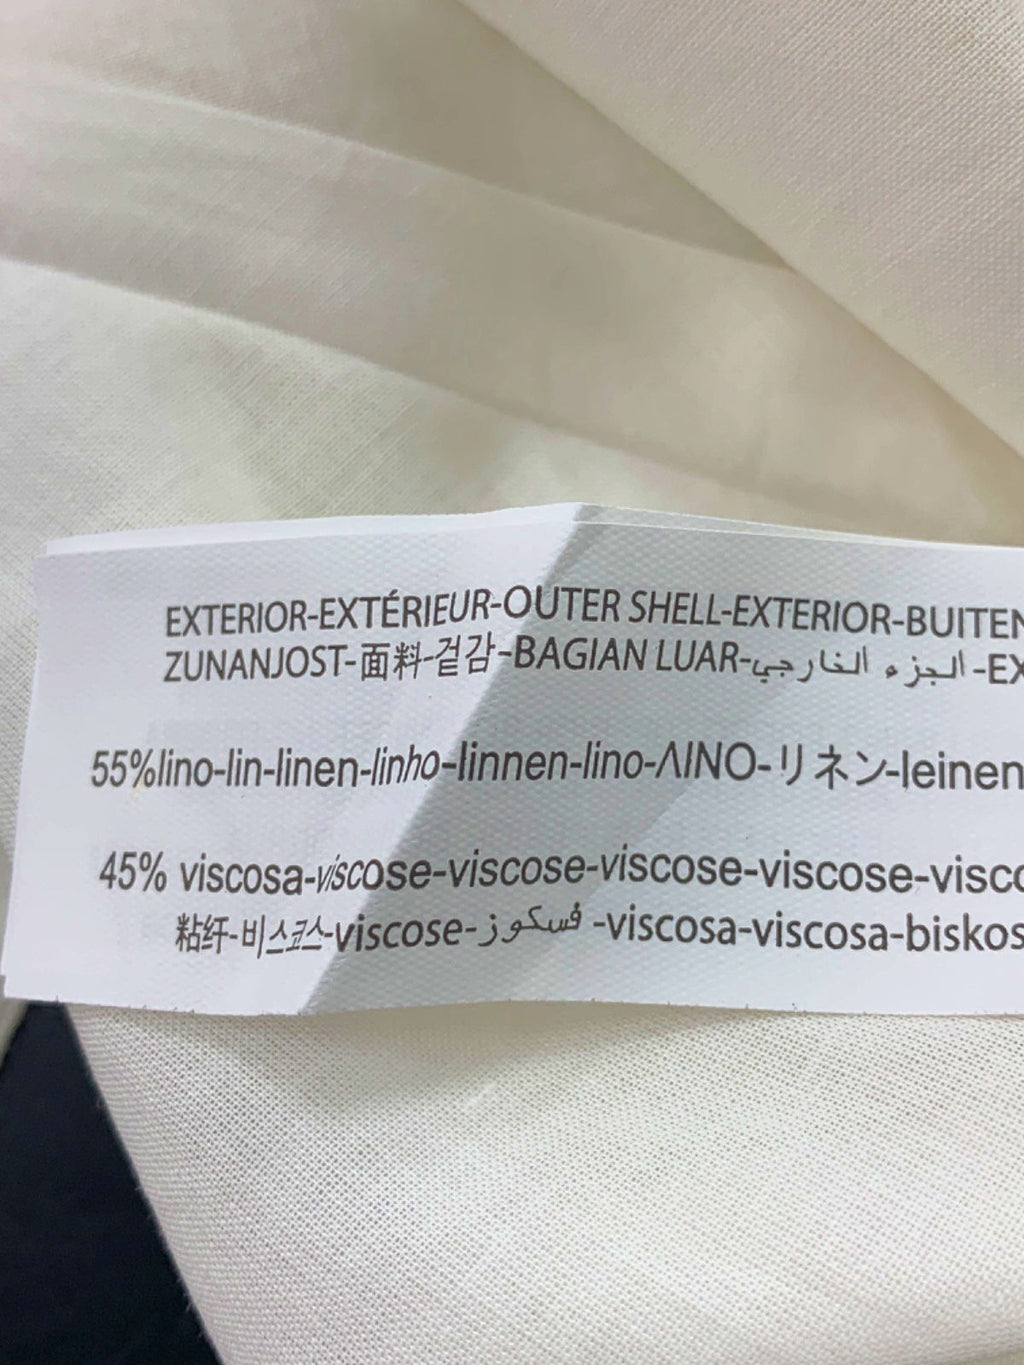 EXTERIOR-EXTÉRIEUR-OUTER SHELL-EXTERIOR-BUITEN
ZUNANJOST-面料-겉감-BAGIAN LUAR-الجزء الخارجي-EX
55%lino-lin-linen-linho-linnen-lino-ΛΙΝΟ-リネン-leinen
45% viscosa-viscose-viscose-viscose-viscose-visco
粘纤-비스코스-viscose-فسكوز-viscosa-viscosa-biskos